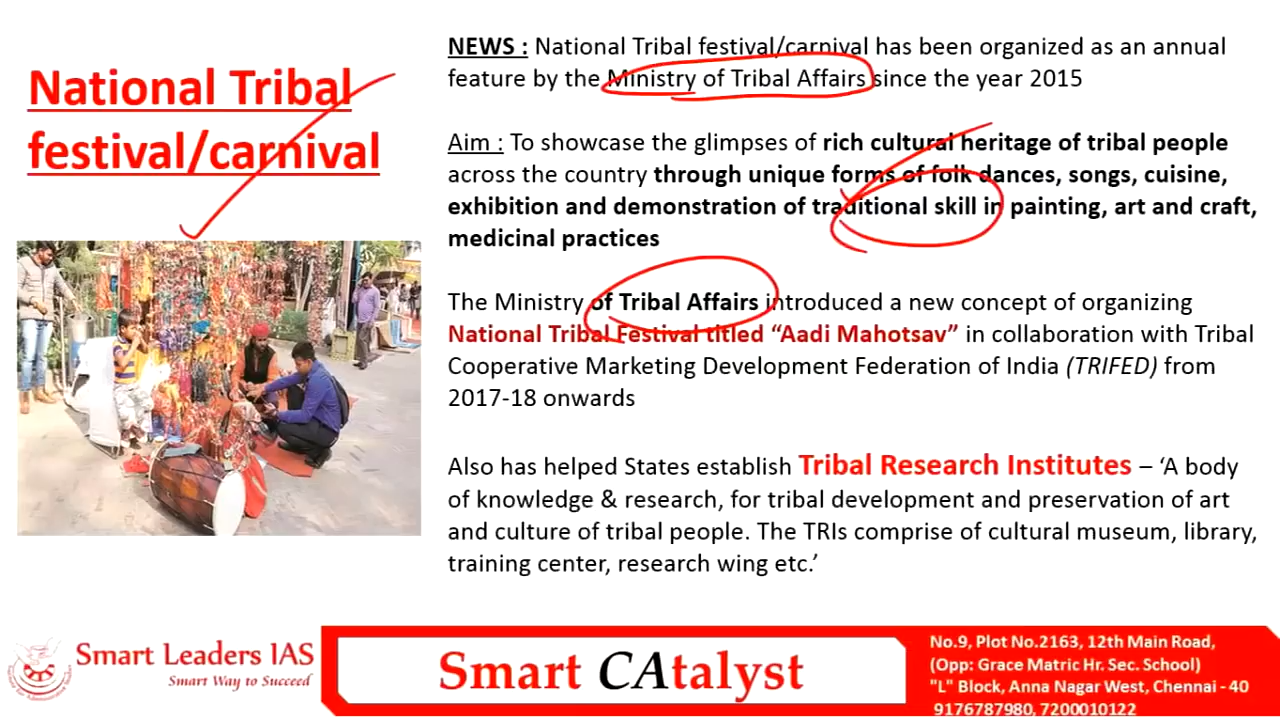 National Tribal
festival/carnival
NEWS : National Tribal festival/carnival has been organized as an annual
feature by the Ministry of Tribal Affairs since the year 2015
Aim : To showcase the glimpses of rich cultural heritage of tribal people
across the country through unique forms of folk dances, songs, cuisine,
exhibition and demonstration of traditional skill in painting, art and craft,
medicinal practices
The Ministry of Tribal Affairs introduced a new concept of organizing
National Tribal Festival titled “Aadi Mahotsav” in collaboration with Tribal
Cooperative Marketing Development Federation of India (TRIFED) from
2017-18 onwards
Also has helped States establish Tribal Research Institutes – ‘A body
of knowledge & research, for tribal development and preservation of art
and culture of tribal people. The TRIs comprise of cultural museum, library,
training center, research wing etc.’
Smart Leaders IAS
Smart Way to Succeed
Smart CAtalyst
No.9, Plot No.2163, 12th Main Road,
(Opp: Grace Matric Hr. Sec. School)
"L" Block, Anna Nagar West, Chennai - 40
9176787980, 7200010122